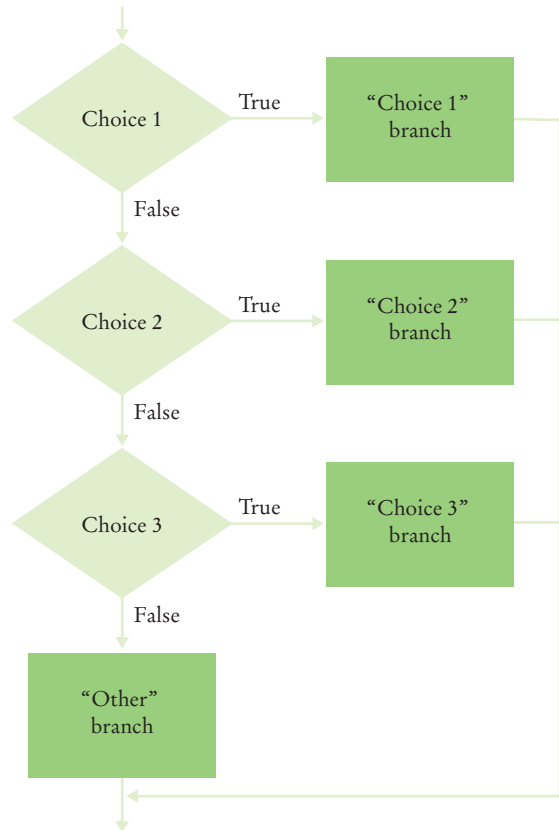 Choice 1
True
“Choice 1”
branch
False
Choice 2
True
“Choice 2”
branch
False
Choice 3
True
“Choice 3”
branch
False
“Other”
branch